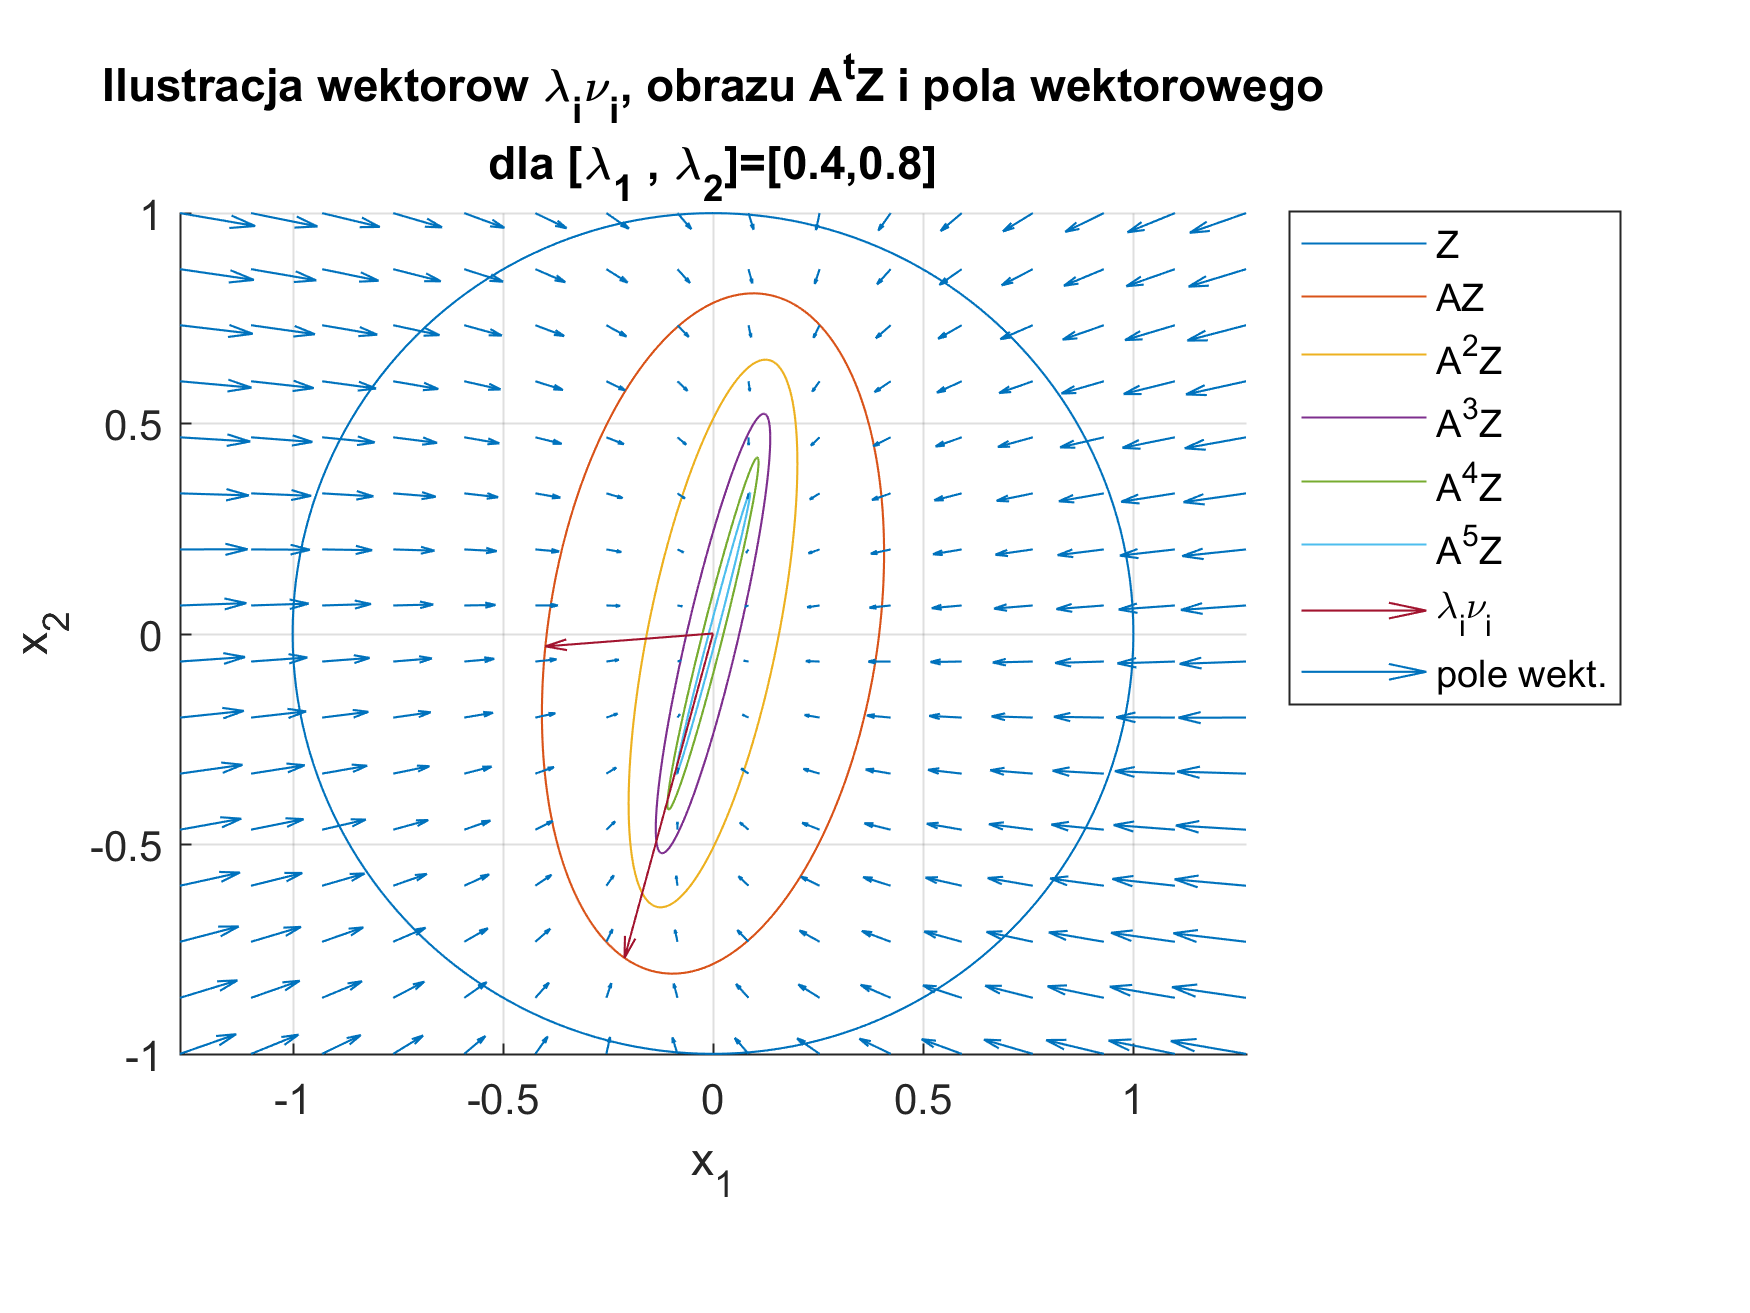 Ilustracja wektorow λᵢνᵢ, obrazu AᵗZ i pola wektorowego
dla [λ₁ , λ₂]=[0.4,0.8]
1
0.5
0
-0.5
-1
x₂
-1
-0.5
0
0.5
1
x₁
Z
AZ
A²Z
A³Z
A⁴Z
A⁵Z
λᵢνᵢ
pole wekt.